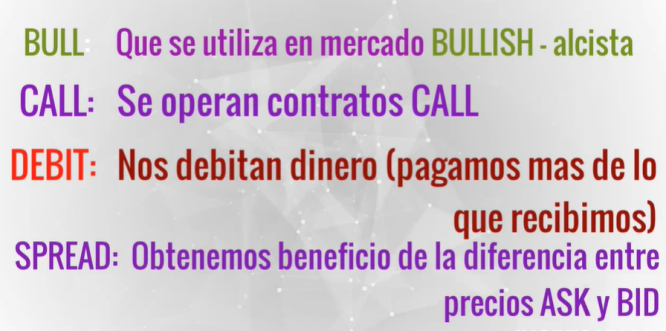 BULL: Que se utiliza en mercado BULLISH - alcista
CALL: Se operan contratos CALL
DEBIT: Nos debitan dinero (pagamos mas de lo
que recibimos)
SPREAD: Obtenemos beneficio de la diferencia entre
precios ASK y BID